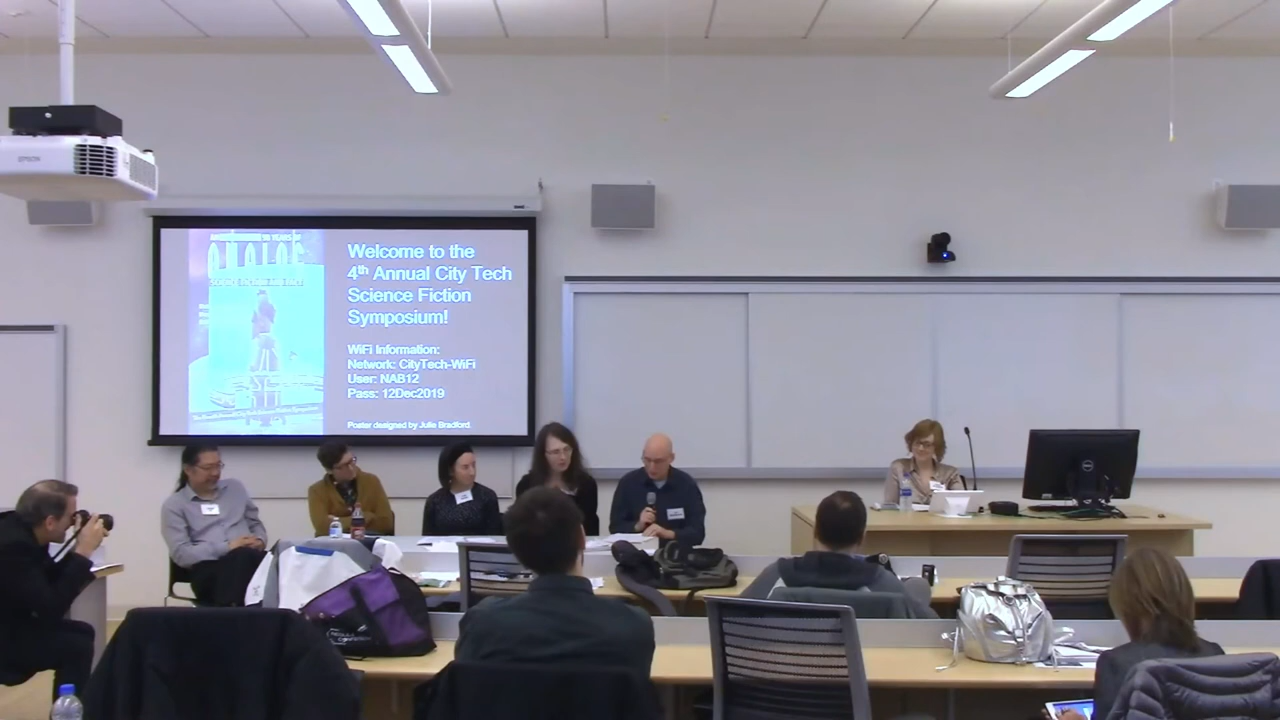 EPSON
Welcome to the
4th Annual City Tech
Science Fiction
Symposium!
WiFi Information:
Network: CityTech-WiFi
User: NAB12
Pass: 12Dec2019
Poster designed by Julie Bradford.